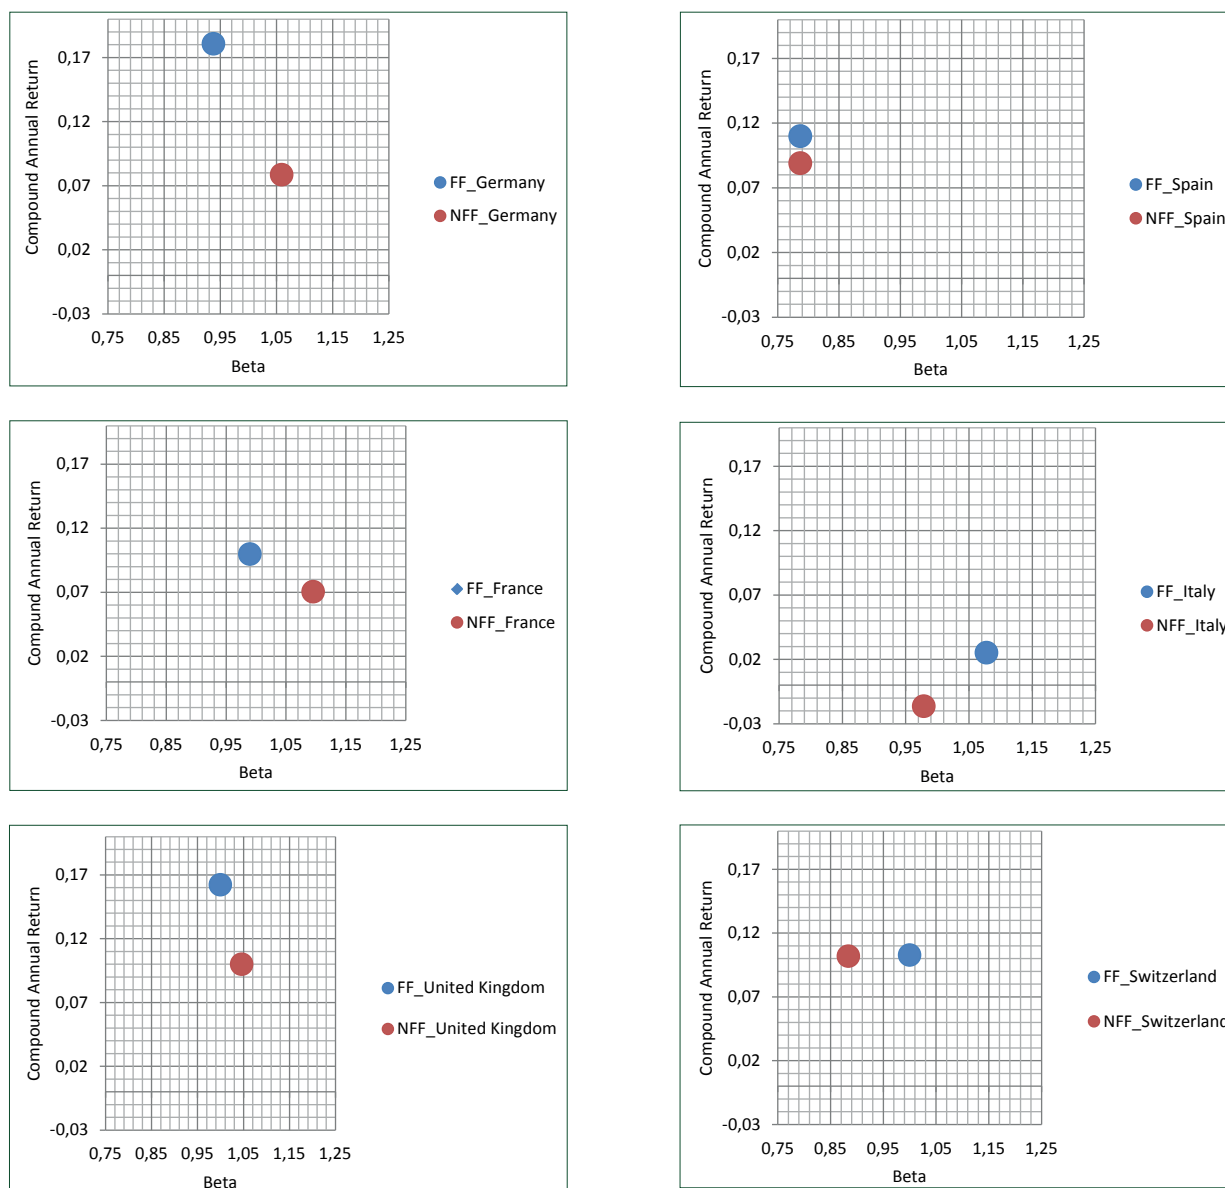 Compound Annual Return
0,17
0,12
0,07
0,02
-0,03
0,75 0,85 0,95 1,05 1,15 1,25
Beta
FF_Germany
NFF_Germany
Compound Annual Return
0,17
0,12
0,07
0,02
-0,03
0,75 0,85 0,95 1,05 1,15 1,25
Beta
FF_Spain
NFF_Spain
Compund Annual Return
0,17
0,12
0,07
0,02
-0,03
0,75 0,85 0,95 1,05 1,15 1,25
Beta
FF_France
NFF_France
Compound Annual Return
0,17
0,12
0,07
0,02
-0,03
0,75 0,85 0,95 1,05 1,15 1,25
Beta
FF_Italy
NFF_Italy
Compound Annual Return
0,17
0,12
0,07
0,02
-0,03
0,75 0,85 0,95 1,05 1,15 1,25
Beta
FF_United Kingdom
NFF_United Kingdom
Compound Annual Return
0,17
0,12
0,07
0,02
-0,03
0,75 0,85 0,95 1,05 1,15 1,25
Beta
FF_Switzerland
NFF_Switzerland